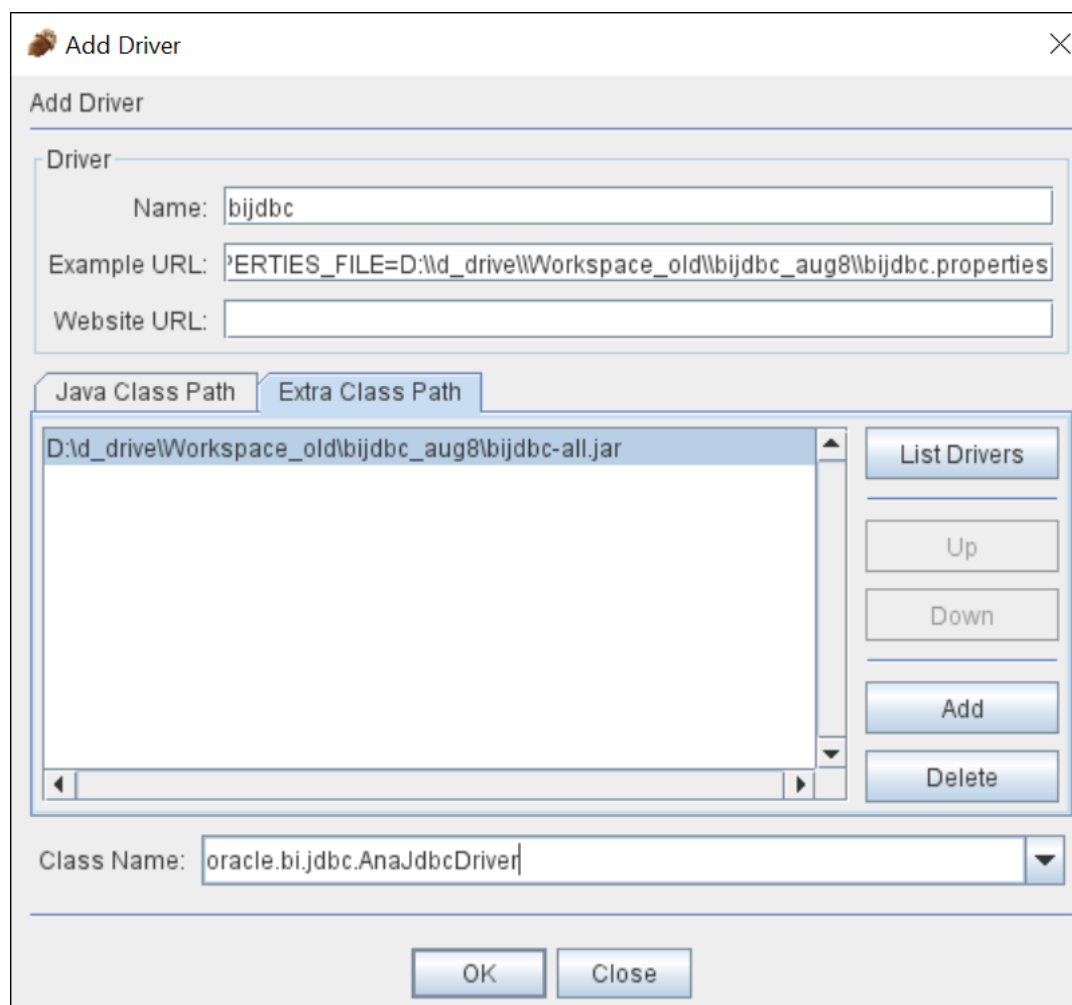 Add Driver
Add Driver
Driver
Name: bijdbc
Example URL: PERTIES_FILE=D:\\d_drive\\Workspace_old\\bijdbc_aug8\\bijdbc.properties
Website URL:
Java Class Path Extra Class Path
D:\d_drive\Workspace_old\bijdbc_aug8\bijdbc-all.jar
List Drivers
Up
Down
Add
Delete
Class Name: oracle.bi.jdbc.AnaJdbcDriver
OK Close